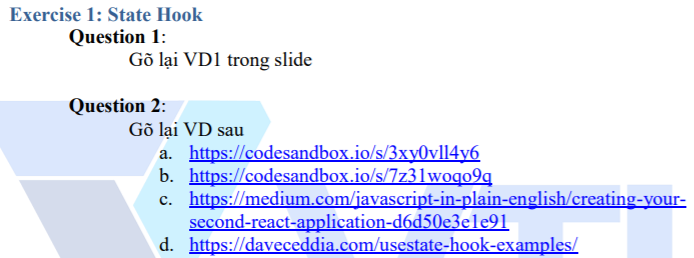 Exercise 1: State Hook
Question 1:
Gõ lại VD1 trong slide
Question 2:
Gõ lại VD sau
a. https://codesandbox.io/s/3xy0vll4y6
b. https://codesandbox.io/s/7z31woqo9q
c. https://medium.com/javascript-in-plain-english/creating-your-
second-react-application-d6d50e3e1e91
d. https://daveceddia.com/usestate-hook-examples/